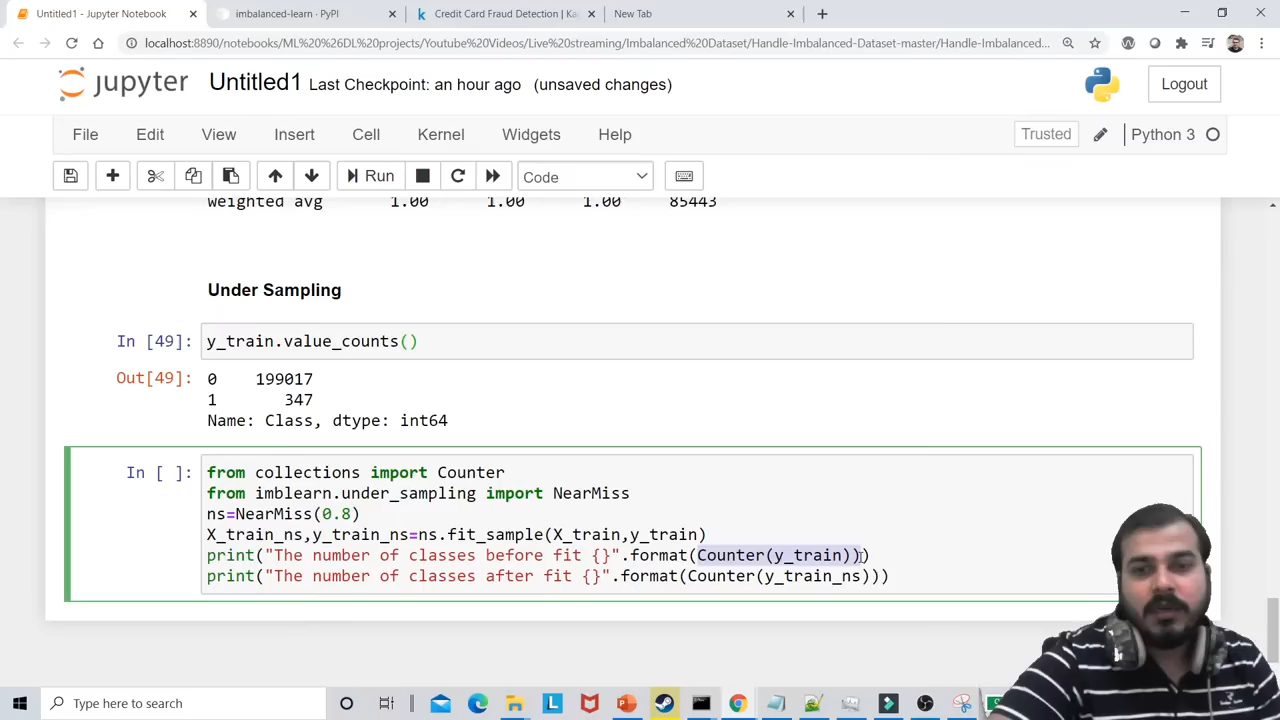 Untitled1 - Jupyter Notebook
imbalanced-learn · PyPI
Credit Card Fraud Detection | Ka
New Tab
localhost:8890/notebooks/ML%20%26%20DL%20projects/Youtube%20Videos/Live%20streaming/Imbalanced%20Dataset/Handle-Imbalanced-Dataset-master/Handle-Imbalanced...
jupyter Untitled1 Last Checkpoint: an hour ago (unsaved changes)
Logout
File Edit View Insert Cell Kernel Widgets Help
Trusted
Python 3
Run
Code
weighted avg 1.00 1.00 1.00 85443
Under Sampling
In [49]: y_train.value_counts()
Out[49]: 0 199017
1 347
Name: Class, dtype: int64
In [ ]: from collections import Counter
from imblearn.under_sampling import NearMiss
ns=NearMiss(0.8)
X_train_ns,y_train_ns=ns.fit_sample(X_train,y_train)
print("The number of classes before fit {}".format(Counter(y_train)))
print("The number of classes after fit {}".format(Counter(y_train_ns)))
Type here to search